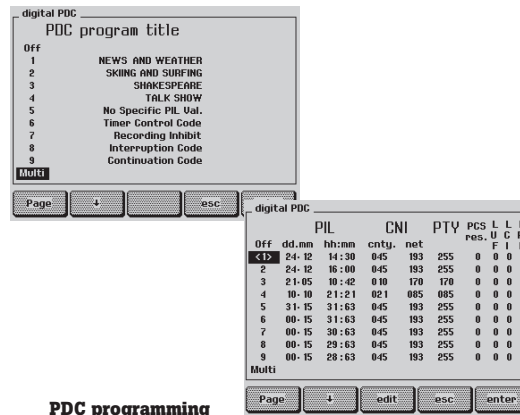 digital PDC
PDC program title
Off
1 NEWS AND WEATHER
2 SKIING AND SURFING
3 SHAKESPEARE
4 TALK SHOW
5 No Specific PIL Val.
6 Timer Control Code
7 Recording Inhibit
8 Interruption Code
9 Continuation Code
Multi
Page ↓ esc
digital PDC
PIL CNI PTY PCS res. L U F L C I
Off dd.mm hh:mm cnty. net
<1> 24.12 14:30 045 193 255 0 0 0
2 24.12 16:00 045 193 255 0 0 0
3 21.05 10:42 010 170 170 0 0 0
4 10.10 21:21 021 085 085 0 0 0
5 31.15 31:63 045 193 255 0 0 0
6 00.15 31:63 045 193 255 0 0 0
7 00.15 30:63 045 193 255 0 0 0
8 00.15 29:63 045 193 255 0 0 0
9 00.15 28:63 045 193 255 0 0 0
Multi
Page ↓ edit esc enter
PDC programming